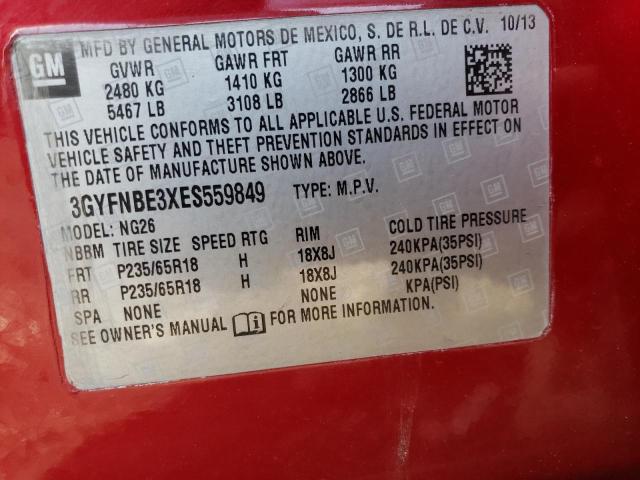 GM
MFD BY GENERAL MOTORS DE MEXICO, S. DE R.L. DE C.V. 10/13
GVWR GAWR FRT GAWR RR
2480 KG 1410 KG 1300 KG
5467 LB 3108 LB 2866 LB
THIS VEHICLE CONFORMS TO ALL APPLICABLE U.S. FEDERAL MOTOR
VEHICLE SAFETY AND THEFT PREVENTION STANDARDS IN EFFECT ON
THE DATE OF MANUFACTURE SHOWN ABOVE.
3GYFNBE3XES559849 TYPE: M.P.V.
MODEL: NG26
NBBM TIRE SIZE SPEED RTG RIM COLD TIRE PRESSURE
FRT P235/65R18 H 18X8J 240KPA(35PSI)
RR P235/65R18 H 18X8J 240KPA(35PSI)
SPA NONE NONE KPA(PSI)
SEE OWNER'S MANUAL FOR MORE INFORMATION.